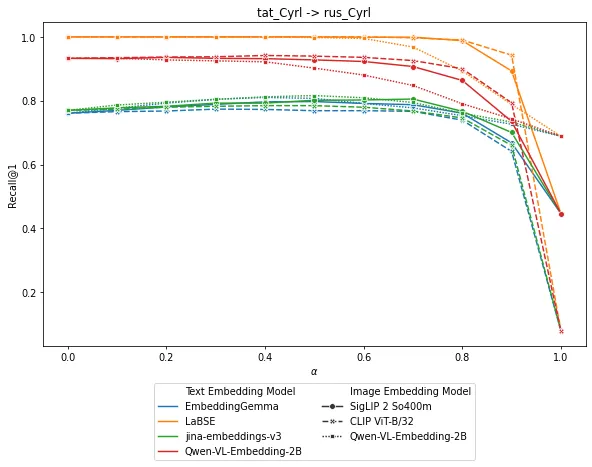 tat_Cyrl -> rus_Cyrl
Recall@1
1.0
0.8
0.6
0.4
0.2
0.0 0.2 0.4 0.6 0.8 1.0
α
Text Embedding Model Image Embedding Model
EmbeddingGemma SigLIP 2 So400m
LaBSE CLIP ViT-B/32
jina-embeddings-v3 Qwen-VL-Embedding-2B
Qwen-VL-Embedding-2B